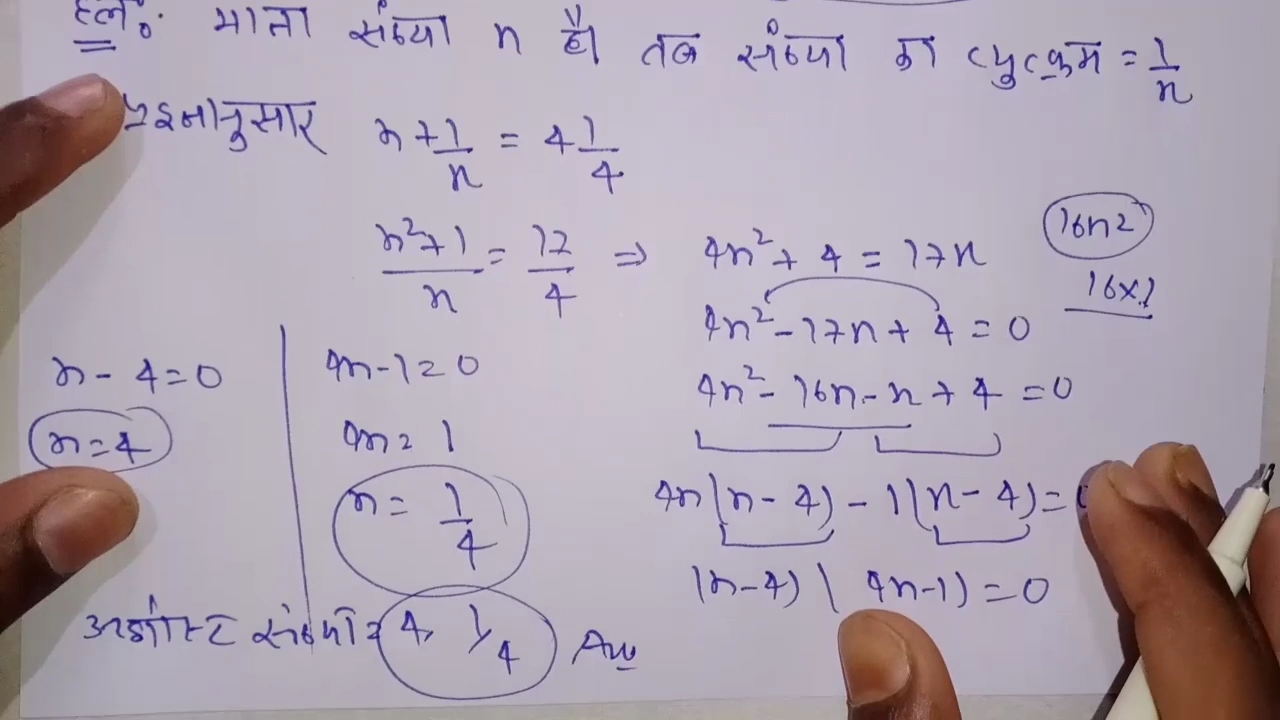 हल: माना संख्या n है। तब संख्या का व्युत्क्रम = 1/n
प्रश्नानुसार n + 1/n = 4 1/4
(n² + 1)/n = 17/4 ⇒ 4n² + 4 = 17n
16n²
16×1
4n² - 17n + 4 = 0
4n² - 16n - n + 4 = 0
4n(n - 4) - 1(n - 4) =
(n-4) ( 4n-1) = 0
n - 4 = 0
n = 4
4n - 1 = 0
4n = 1
n = 1/4
अभीष्ट संख्या = 4, 1/4 Ans